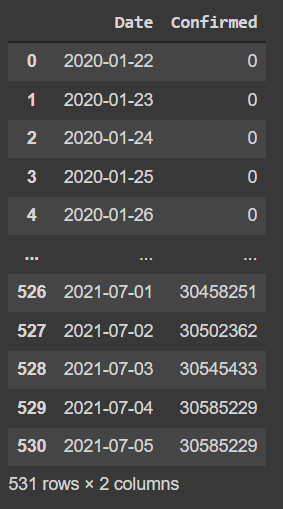 Date Confirmed
0 2020-01-22 0
1 2020-01-23 0
2 2020-01-24 0
3 2020-01-25 0
4 2020-01-26 0
... ... ...
526 2021-07-01 30458251
527 2021-07-02 30502362
528 2021-07-03 30545433
529 2021-07-04 30585229
530 2021-07-05 30585229
531 rows × 2 columns